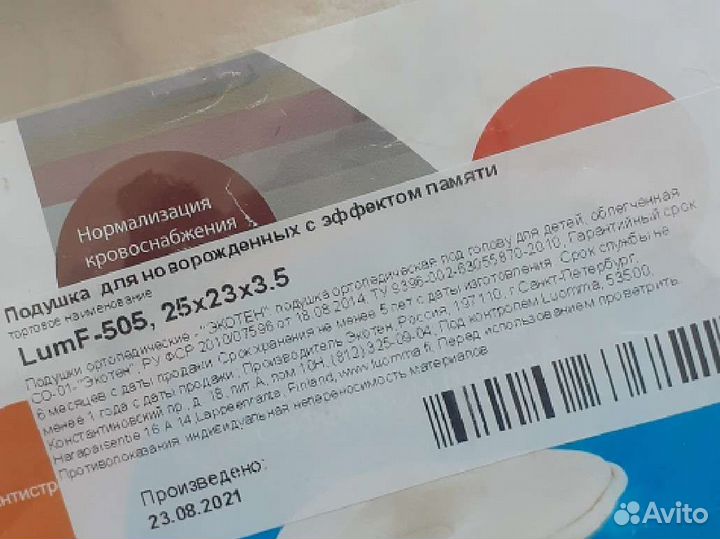 Нормализация
кровоснабжения
Подушка для новорожденных с эффектом памяти
торговое наименование
LumF-505, 25x23x3.5
Подушки ортопедические - "ЭКОТЕН" подушка ортопедическая под голову для детей, облегченная
СО-01-"Экотен", РУ ФСР 2010/07596 от 18.08.2014, ТУ 9396-002-63055870-2010, Гарантийный срок
6 месяцев с даты продажи. Срок хранения не менее 5 лет с даты изготовления. Срок службы не
менее 1 года с даты продажи. Производитель Экотен, Россия, 197110, г.Санкт-Петербург,
Константиновский пр., д. 18, лит А, пом 10Н, (812) 325-09-04, Под контролем Luomma, 53500,
Harapaisentie 16 A 14 Lappeenranta, Finland, www.luomma.fi, Перед использованием проветрить.
Противопоказания: индивидуальная непереносимость материалов
Произведено:
23.08.2021
нтистр
Avito